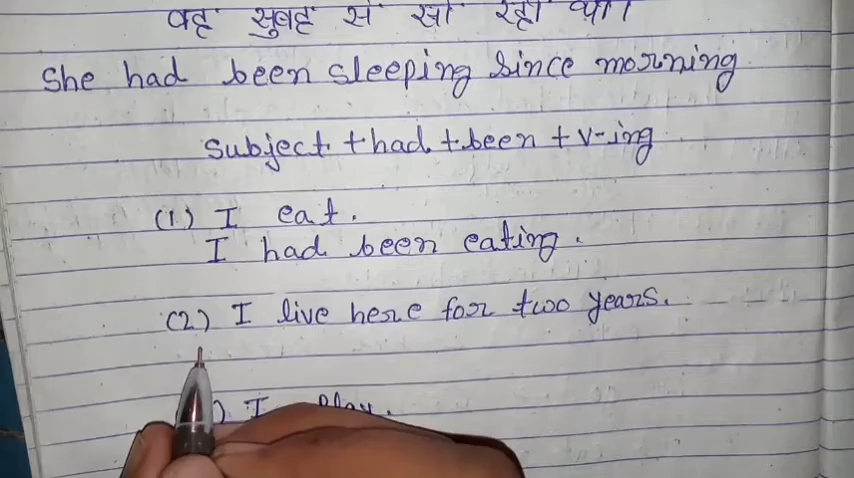 वह सुबह से सो रही थी।
She had been sleeping since morning
Subject + had + been + v-ing
(1) I eat.
I had been eating.
(2) I live here for two years.
) I Play.